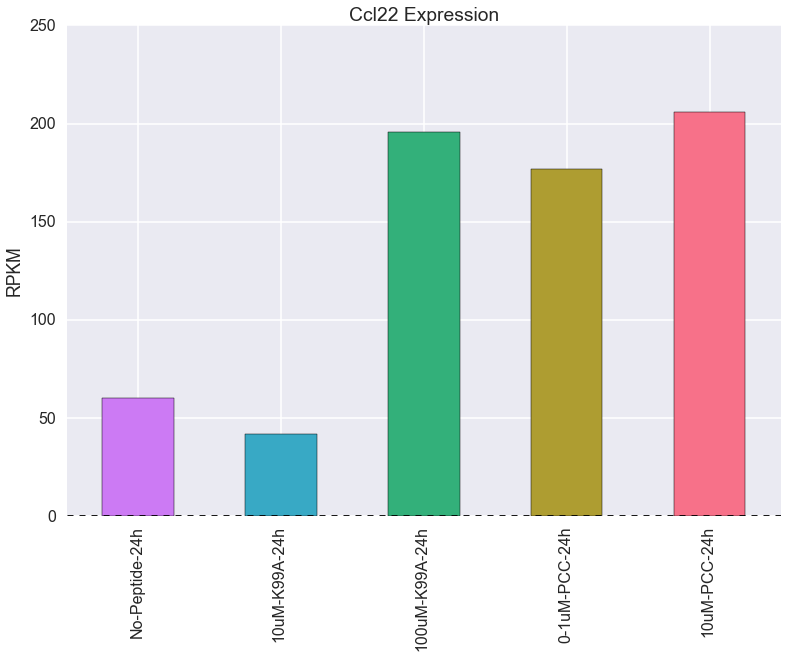 Ccl22 Expression
RPKM
250
200
150
100
50
0
No-Peptide-24h
10uM-K99A-24h
100uM-K99A-24h
0-1uM-PCC-24h
10uM-PCC-24h